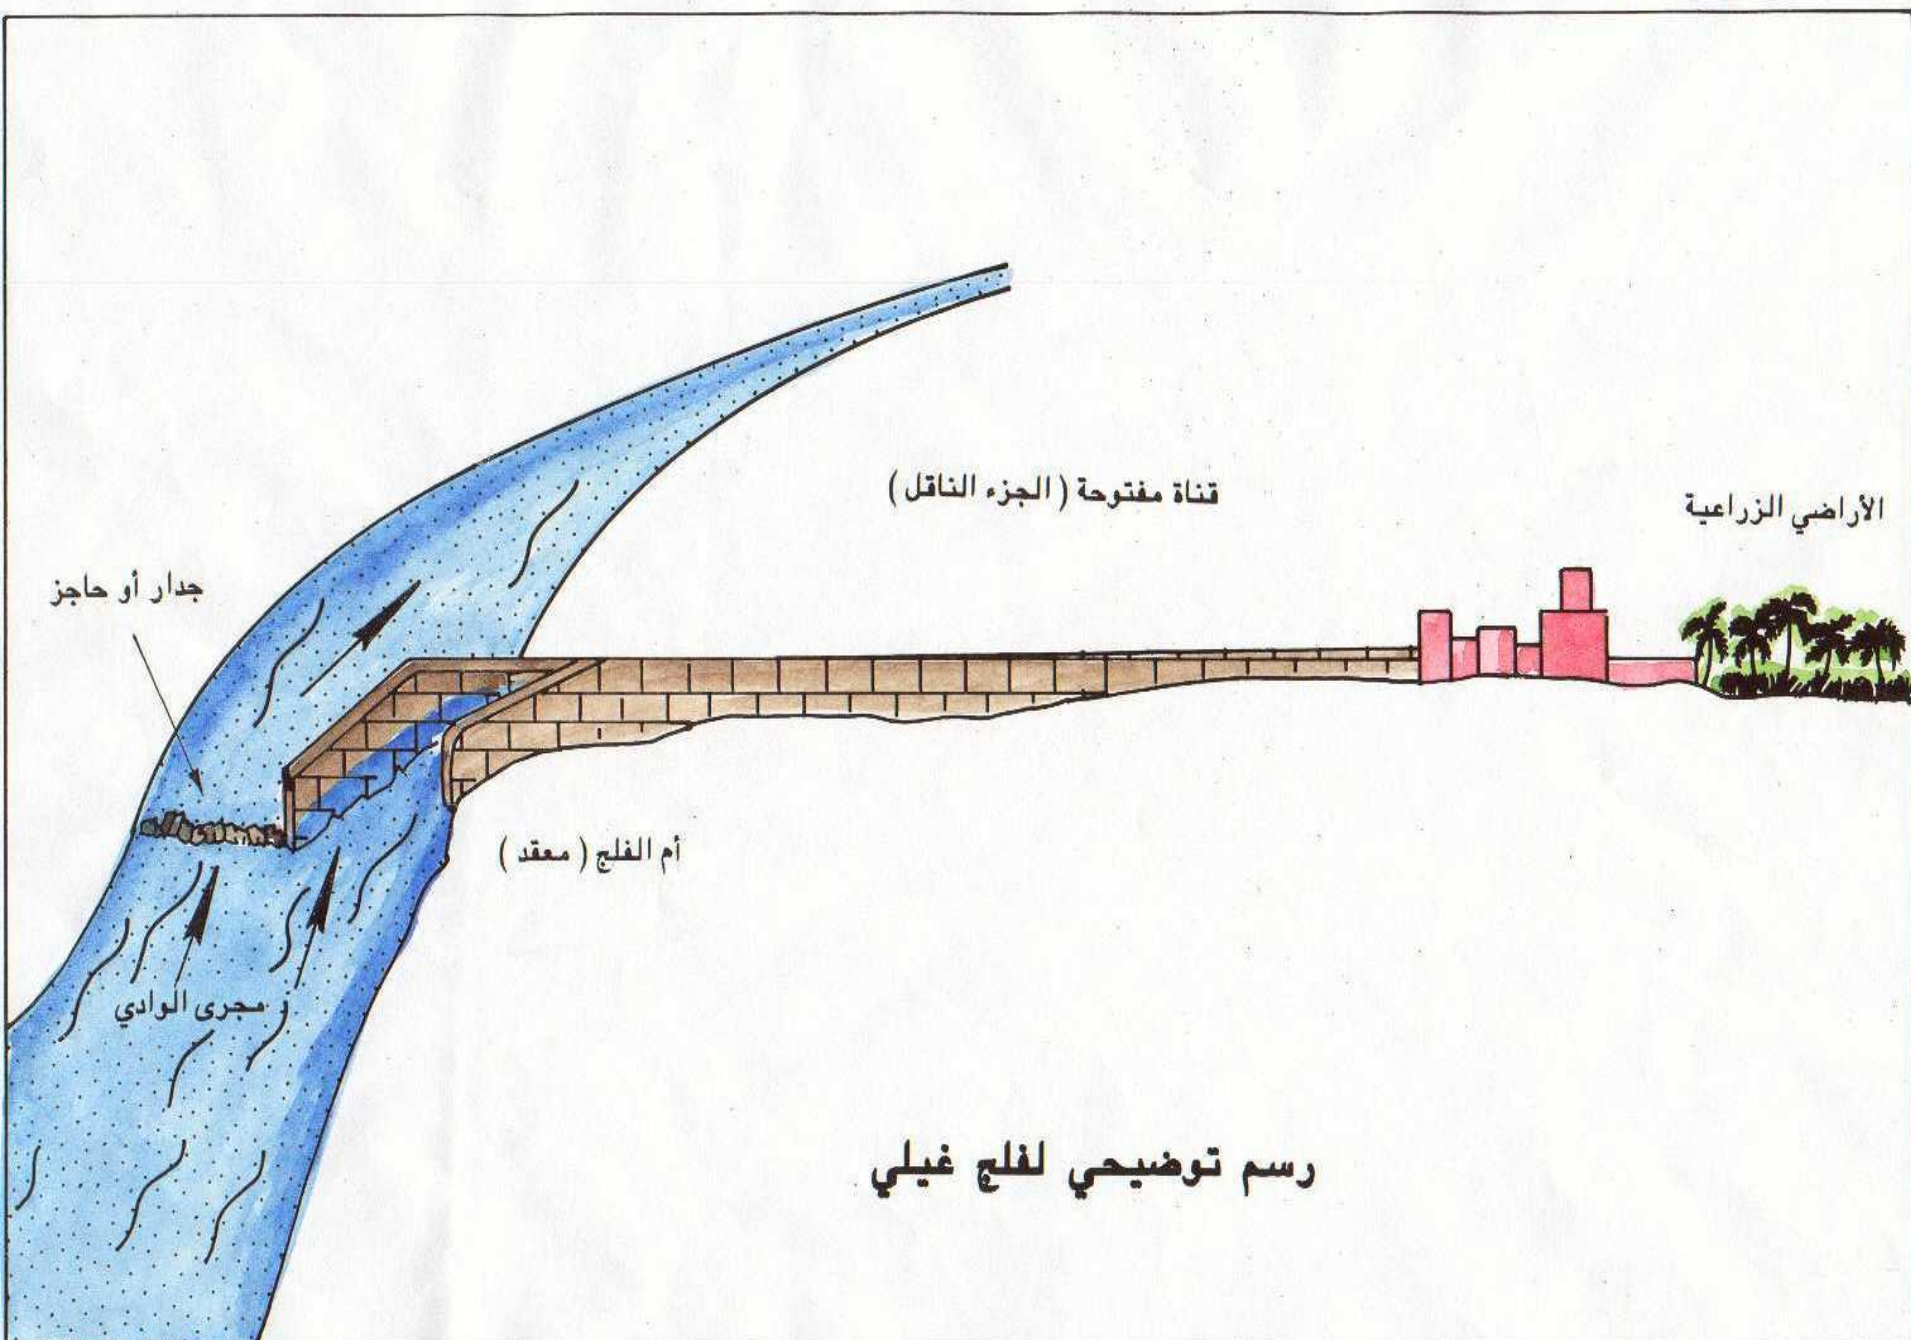 قناة مفتوحة ( الجزء الناقل )
الأراضي الزراعية
جدار أو حاجز
أم الفلج ( معقد )
مجرى الوادي
رسم توضيحي لفلج غيلي